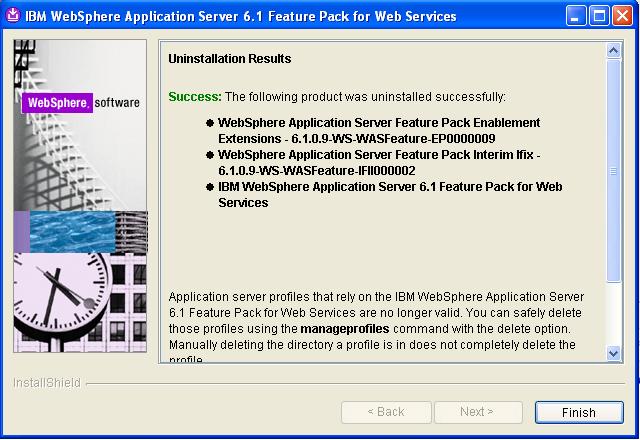 IBM WebSphere Application Server 6.1 Feature Pack for Web Services
WebSphere. software
Uninstallation Results
Success: The following product was uninstalled successfully:
WebSphere Application Server Feature Pack Enablement
Extensions - 6.1.0.9-WS-WASFeature-EP0000009
WebSphere Application Server Feature Pack Interim Ifix -
6.1.0.9-WS-WASFeature-IFII000002
IBM WebSphere Application Server 6.1 Feature Pack for Web
Services
Application server profiles that rely on the IBM WebSphere Application Server
6.1 Feature Pack for Web Services are no longer valid. You can safely delete
those profiles using the manageprofiles command with the delete option.
Manually deleting the directory a profile is in does not completely delete the
profile.
InstallShield
< Back
Next >
Finish